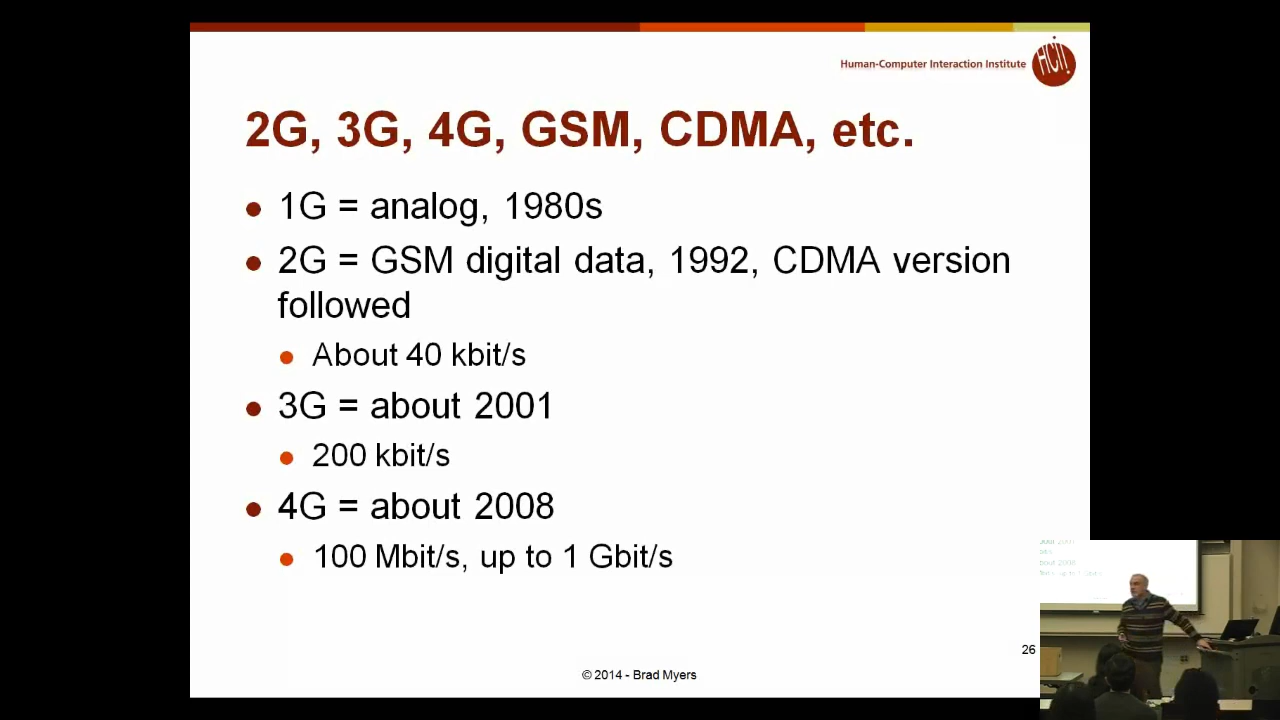 Human-Computer Interaction Institute
HCII
2G, 3G, 4G, GSM, CDMA, etc.
1G = analog, 1980s
2G = GSM digital data, 1992, CDMA version
followed
About 40 kbit/s
3G = about 2001
200 kbit/s
4G = about 2008
100 Mbit/s, up to 1 Gbit/s
26
© 2014 - Brad Myers